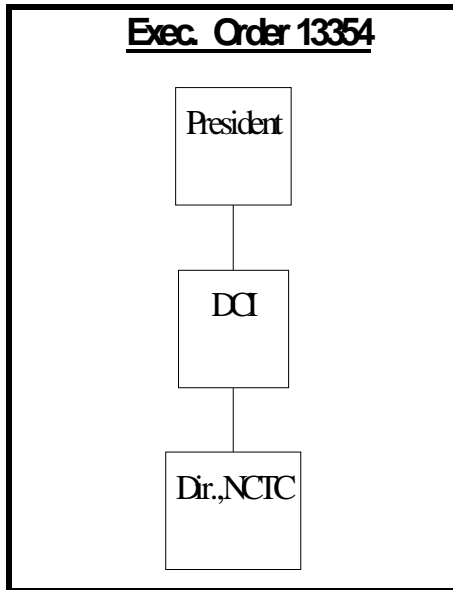 Exec. Order 13354
President
DCI
Dir.,NCTC